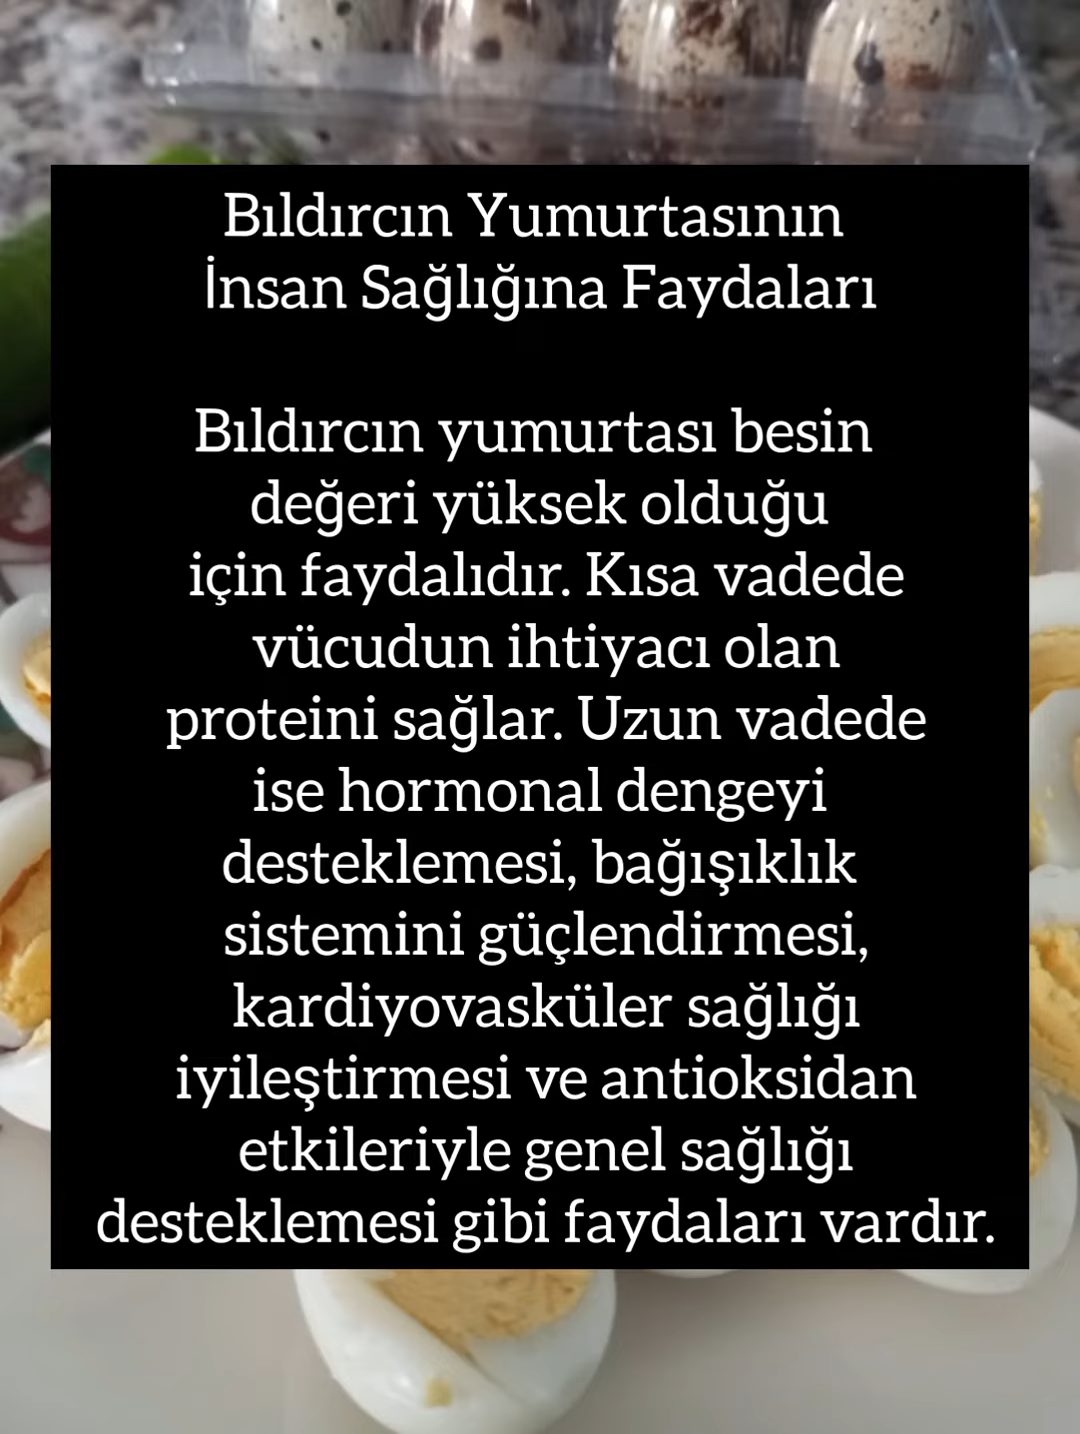 Bıldırcın Yumurtasının
İnsan Sağlığına Faydaları
Bıldırcın yumurtası besin
değeri yüksek olduğu
için faydalıdır. Kısa vadede
vücudun ihtiyacı olan
proteini sağlar. Uzun vadede
ise hormonal dengeyi
desteklemesi, bağışıklık
sistemini güçlendirmesi,
kardiyovasküler sağlığı
iyileştirmesi ve antioksidan
etkileriyle genel sağlığı
desteklemesi gibi faydaları vardır.